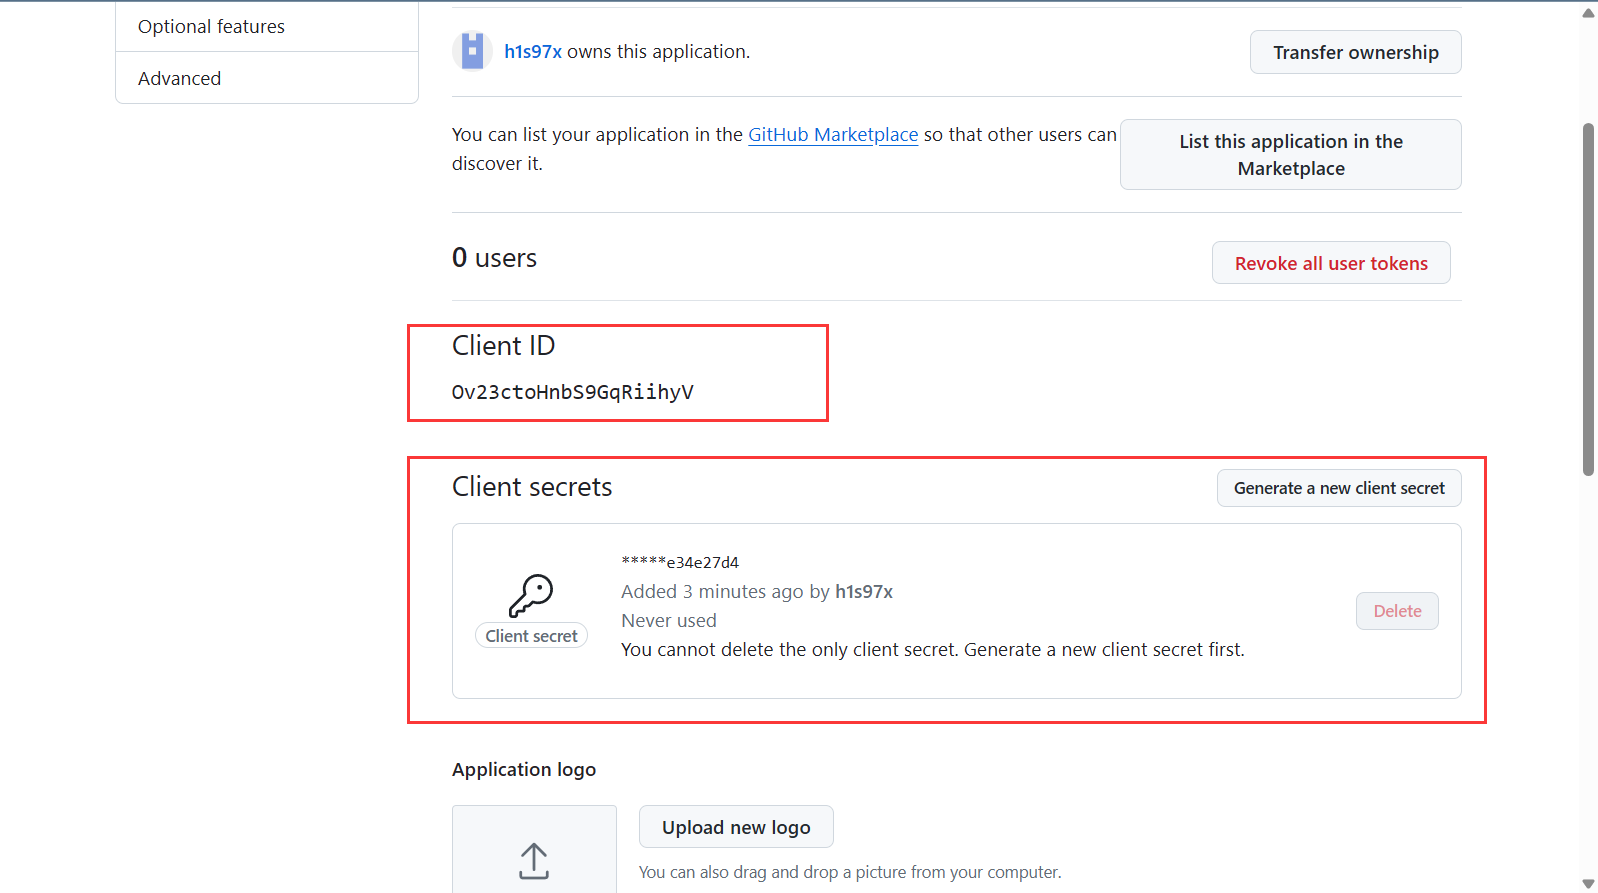 Optional features
Advanced
h1s97x owns this application.
Transfer ownership
You can list your application in the GitHub Marketplace so that other users can
discover it.
List this application in the
Marketplace
0 users
Revoke all user tokens
Client ID
Ov23ctoHnbS9GqRiihyV
Client secrets
Generate a new client secret
*****e34e27d4
Added 3 minutes ago by h1s97x
Never used
You cannot delete the only client secret. Generate a new client secret first.
Client secret
Delete
Application logo
Upload new logo
You can also drag and drop a picture from your computer.